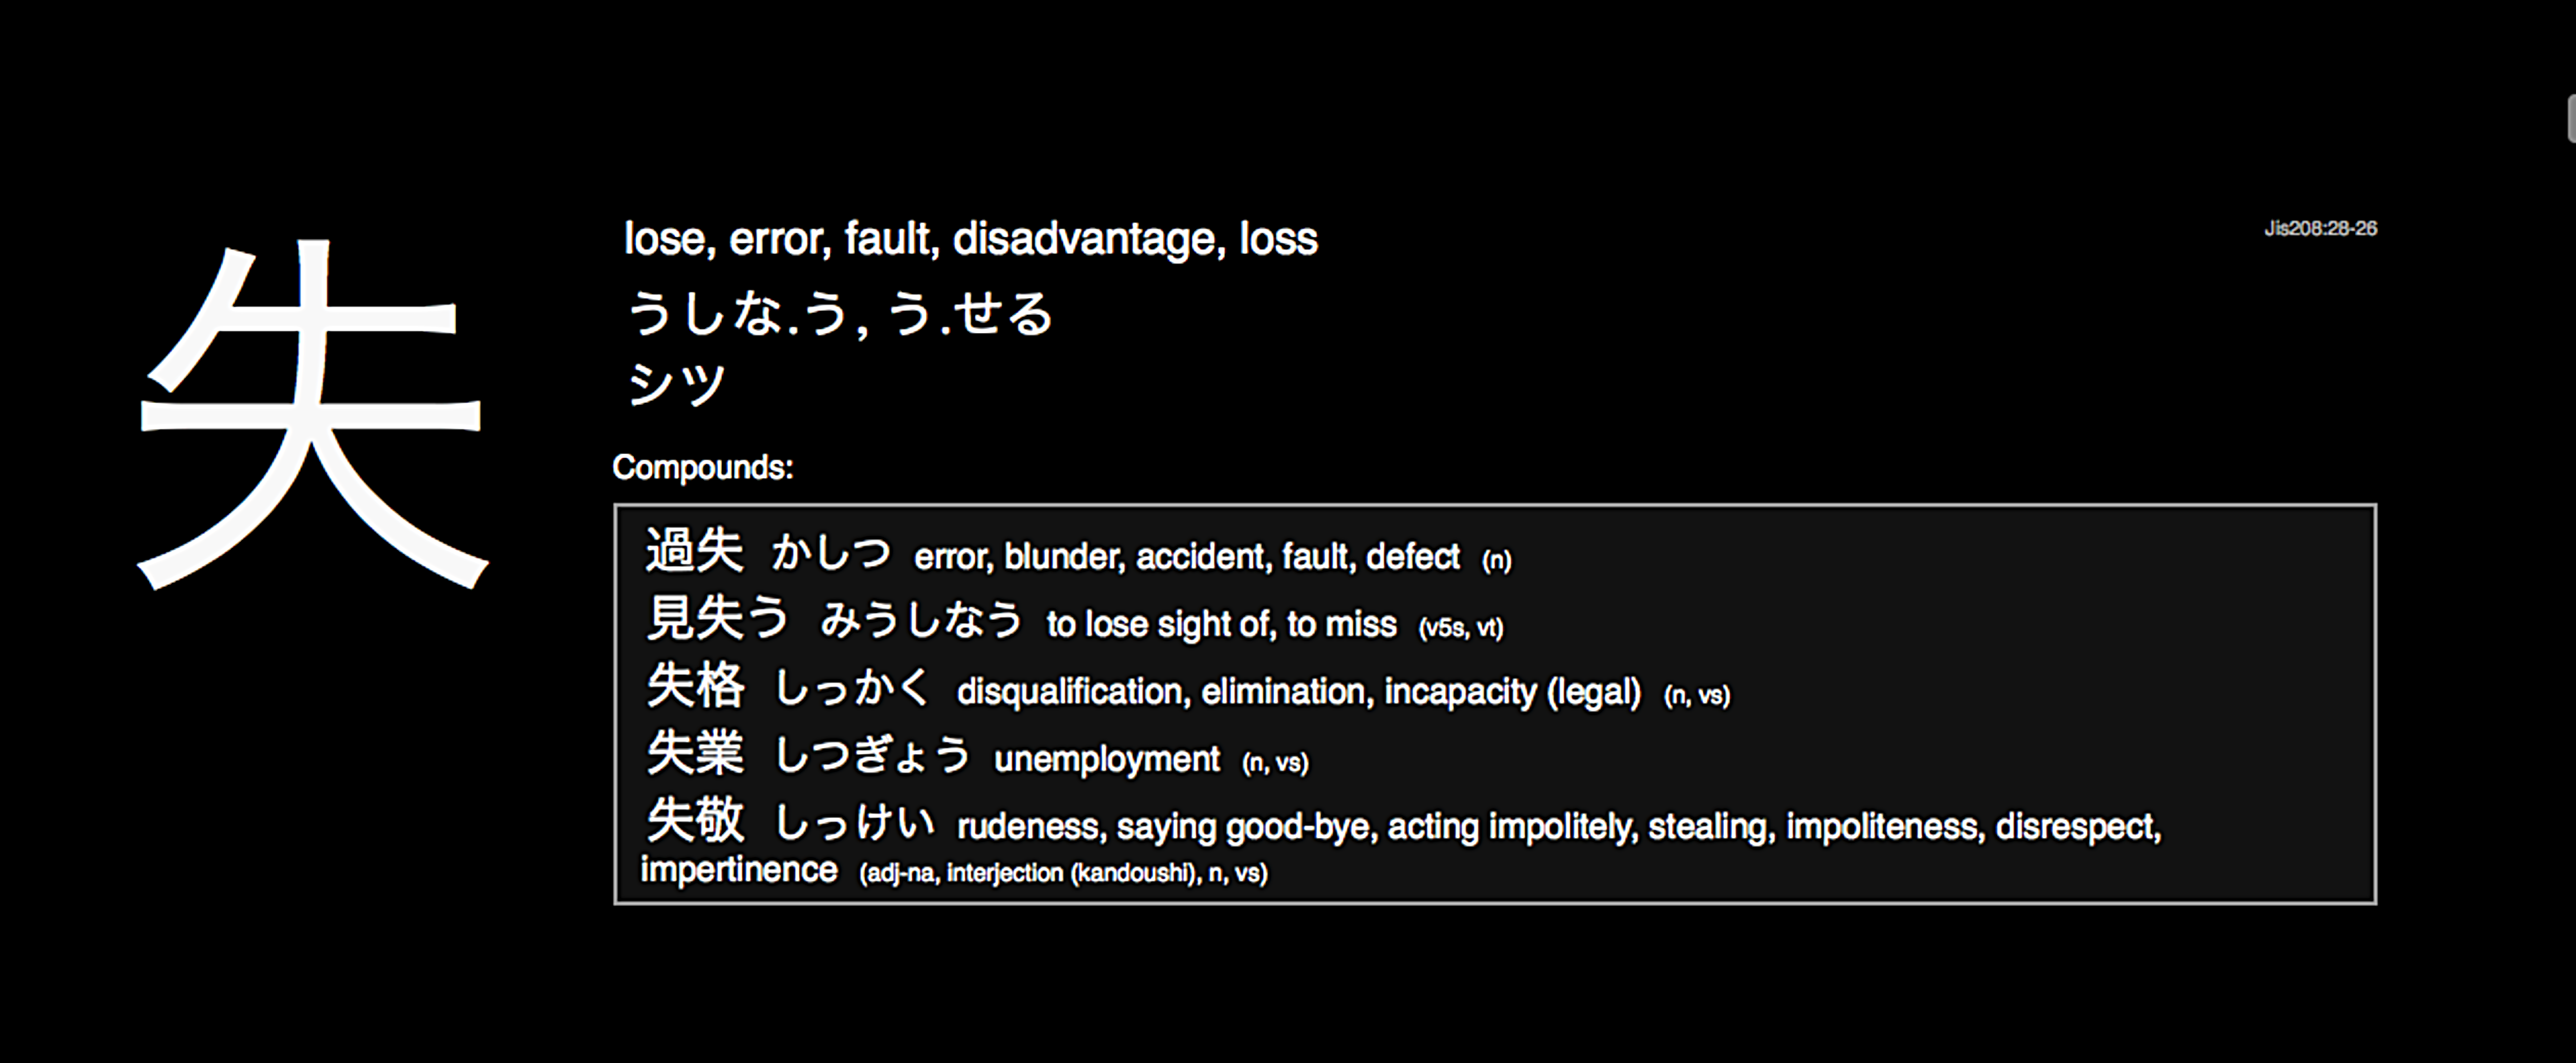 失
lose, error, fault, disadvantage, loss
Jis208:28-26
うしな.う, う.せる
シツ
Compounds:
過失 かしつ error, blunder, accident, fault, defect (n)
見失う みうしなう to lose sight of, to miss (v5s, vt)
失格 しっかく disqualification, elimination, incapacity (legal) (n, vs)
失業 しつぎょう unemployment (n, vs)
失敬 しっけい rudeness, saying good-bye, acting impolitely, stealing, impoliteness, disrespect,
impertinence (adj-na, interjection (kandoushi), n, vs)